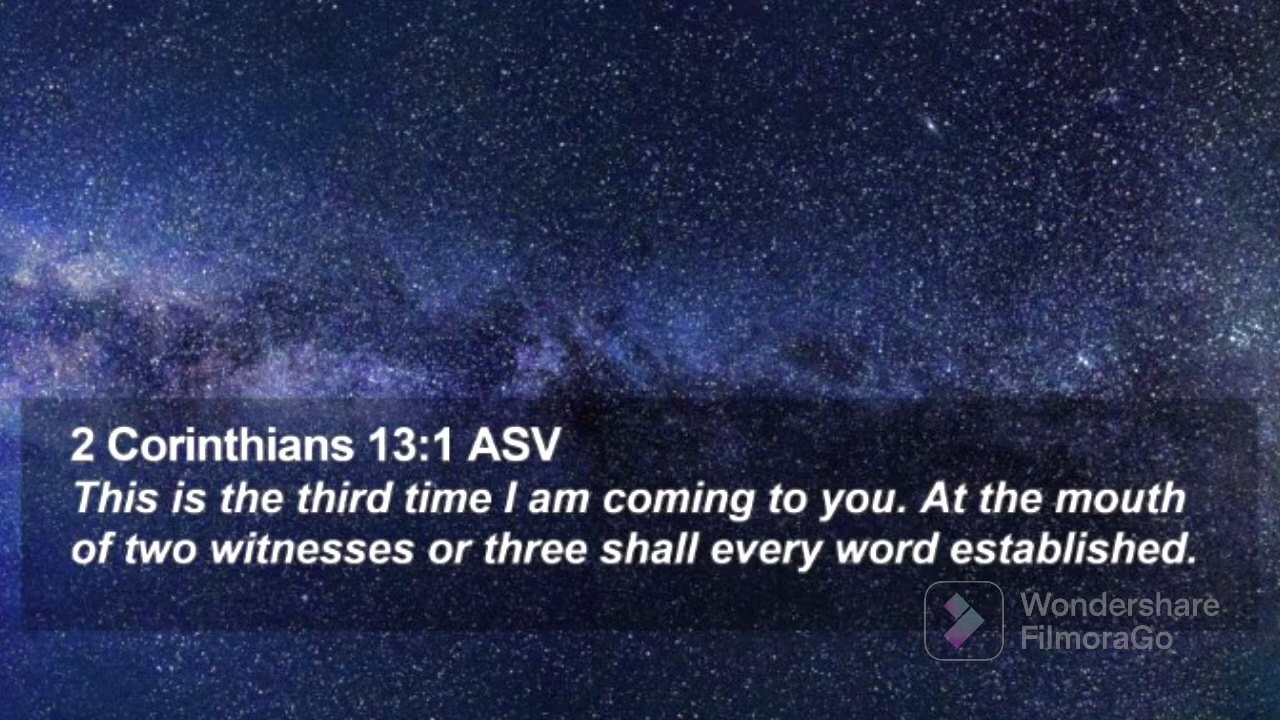 2 Corinthians 13:1 ASV
This is the third time I am coming to you. At the mouth
of two witnesses or three shall every word established.
Wondershare
FilmoraGo